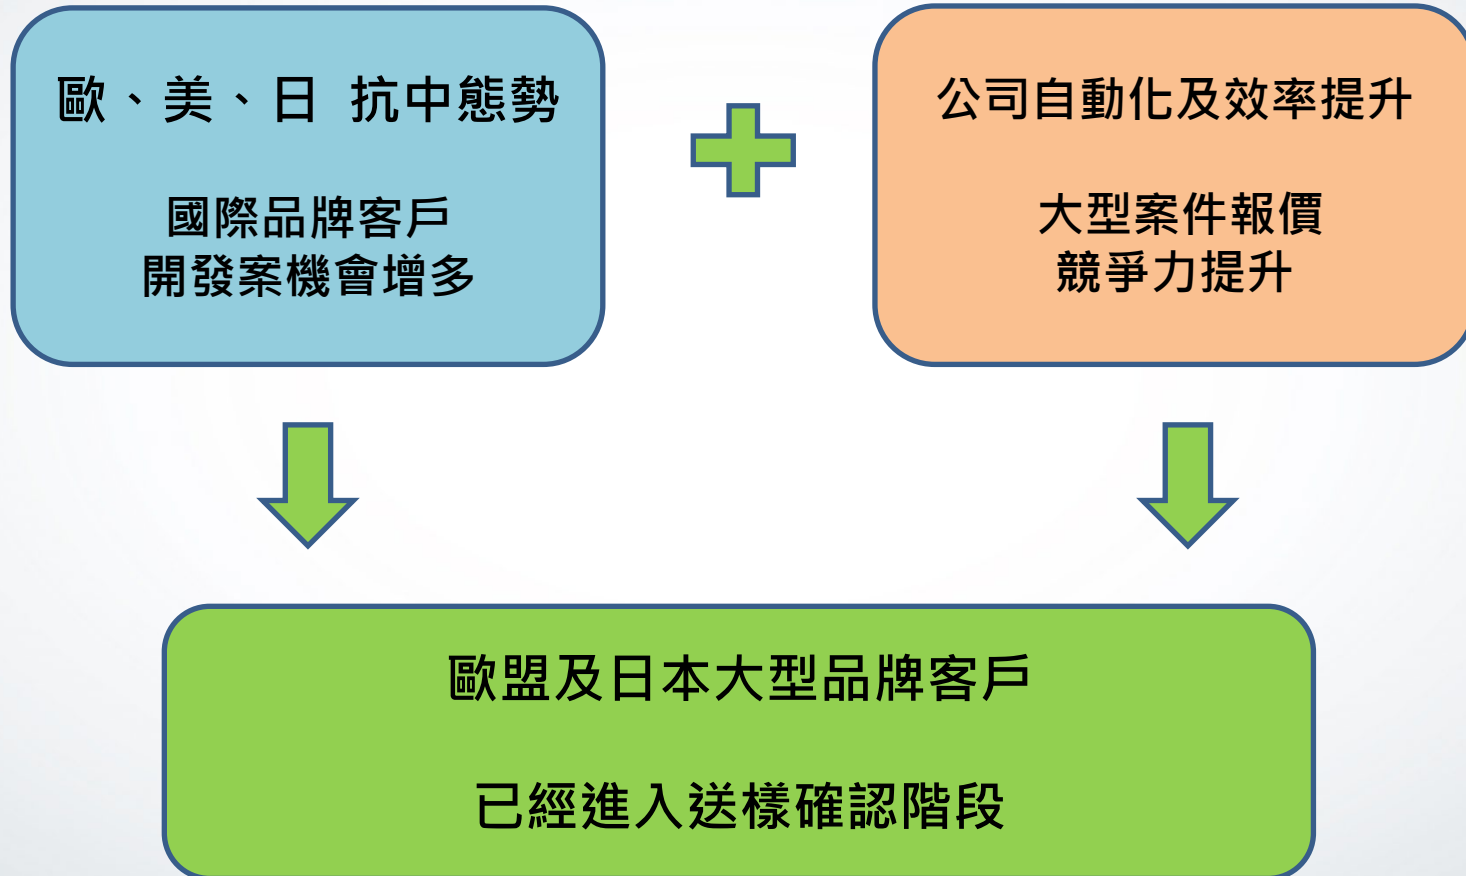 歐、美、日 抗中態勢
國際品牌客戶
開發案機會增多
公司自動化及效率提升
大型案件報價
競爭力提升
歐盟及日本大型品牌客戶
已經進入送樣確認階段